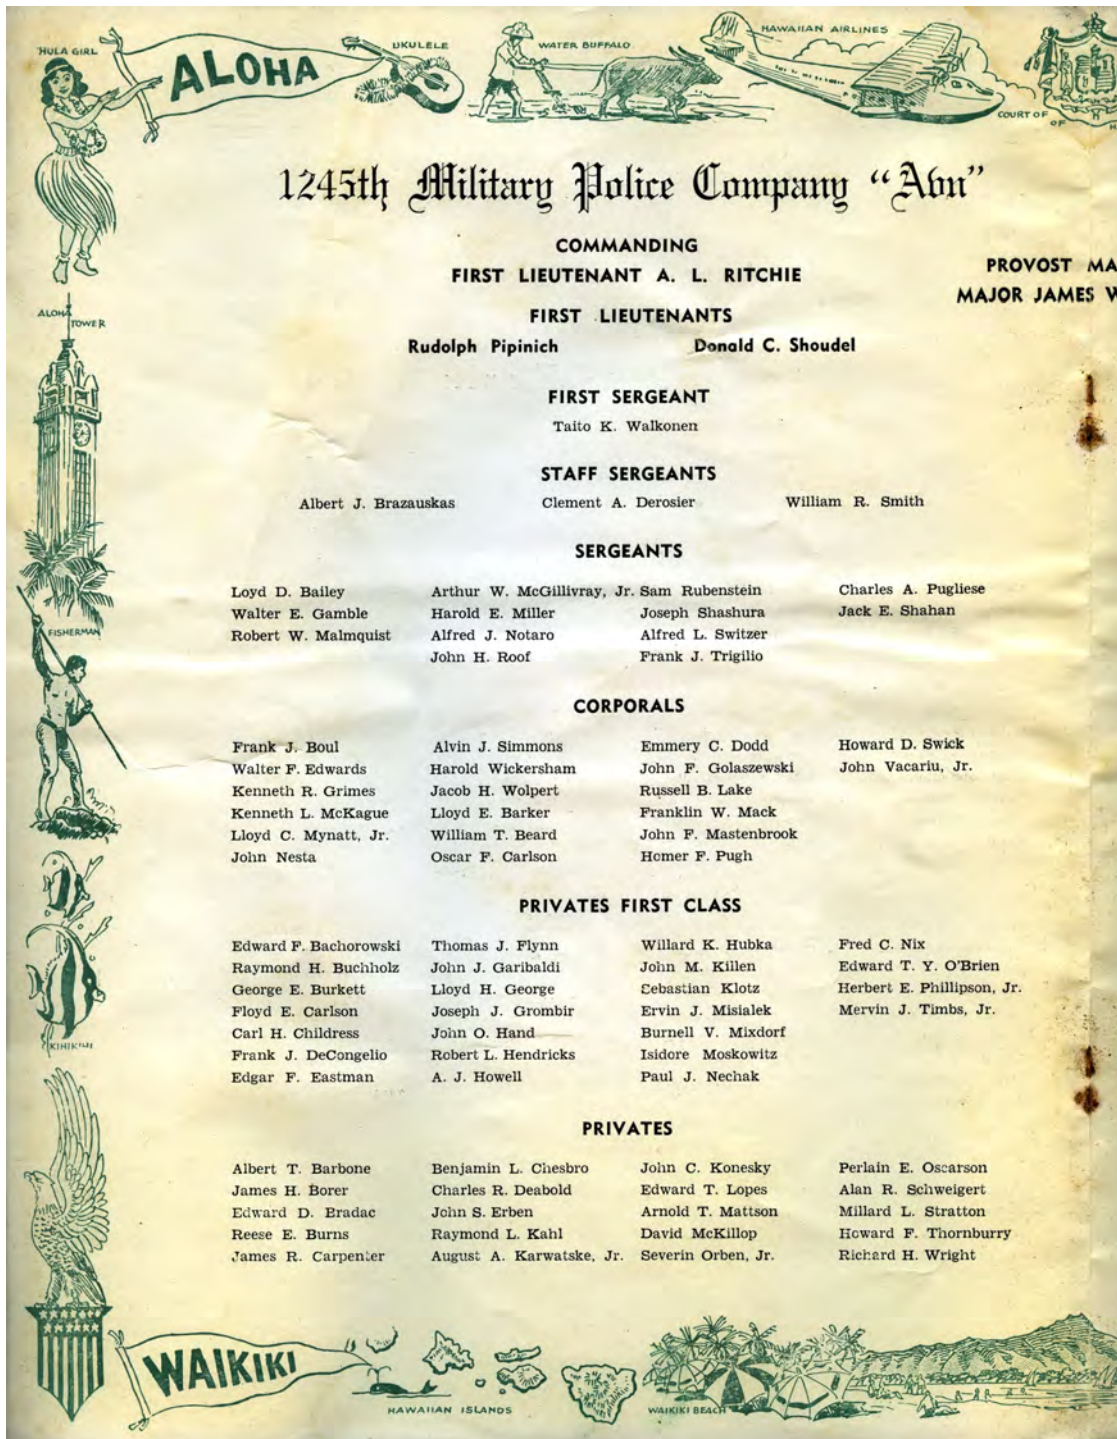 HULA GIRL
ALOHA
UKULELE
WATER BUFFALO
HAWAIIAN AIRLINES
COURT OF
OF
1245th Military Police Company “Abn”
COMMANDING
FIRST LIEUTENANT A. L. RITCHIE
PROVOST MA
MAJOR JAMES W
FIRST LIEUTENANTS
Rudolph Pipinich Donald C. Shoudel
ALOHA
TOWER
FIRST SERGEANT
Taito K. Walkonen
STAFF SERGEANTS
Albert J. Brazauskas Clement A. Derosier William R. Smith
SERGEANTS
Loyd D. Bailey Arthur W. McGillivray, Jr. Sam Rubenstein Charles A. Pugliese
Walter E. Gamble Harold E. Miller Joseph Shashura Jack E. Shahan
Robert W. Malmquist Alfred J. Notaro Alfred L. Switzer
John H. Roof Frank J. Trigilio
FISHERMAN
CORPORALS
Frank J. Boul Alvin J. Simmons Emmery C. Dodd Howard D. Swick
Walter F. Edwards Harold Wickersham John F. Golaszewski John Vacariu, Jr.
Kenneth R. Grimes Jacob H. Wolpert Russell B. Lake
Kenneth L. McKague Lloyd E. Barker Franklin W. Mack
Lloyd C. Mynatt, Jr. William T. Beard John F. Mastenbrook
John Nesta Oscar F. Carlson Homer F. Pugh
PRIVATES FIRST CLASS
Edward F. Bachorowski Thomas J. Flynn Willard K. Hubka Fred C. Nix
Raymond H. Buchholz John J. Garibaldi John M. Killen Edward T. Y. O'Brien
George E. Burkett Lloyd H. George Sebastian Klotz Herbert E. Phillipson, Jr.
Floyd E. Carlson Joseph J. Grombir Ervin J. Misialek Mervin J. Timbs, Jr.
Carl H. Childress John O. Hand Burnell V. Mixdorf
Frank J. DeCongelio Robert L. Hendricks Isidore Moskowitz
Edgar F. Eastman A. J. Howell Paul J. Nechak
KIHIKIHI
PRIVATES
Albert T. Barbone Benjamin L. Chesbro John C. Konesky Perlain E. Oscarson
James H. Borer Charles R. Deabold Edward T. Lopes Alan R. Schweigert
Edward D. Bradac John S. Erben Arnold T. Mattson Millard L. Stratton
Reese E. Burns Raymond L. Kahl David McKillop Howard F. Thornburry
James R. Carpenter August A. Karwatske, Jr. Severin Orben, Jr. Richard H. Wright
WAIKIKI
HAWAIIAN ISLANDS
WAIKIKI BEACH